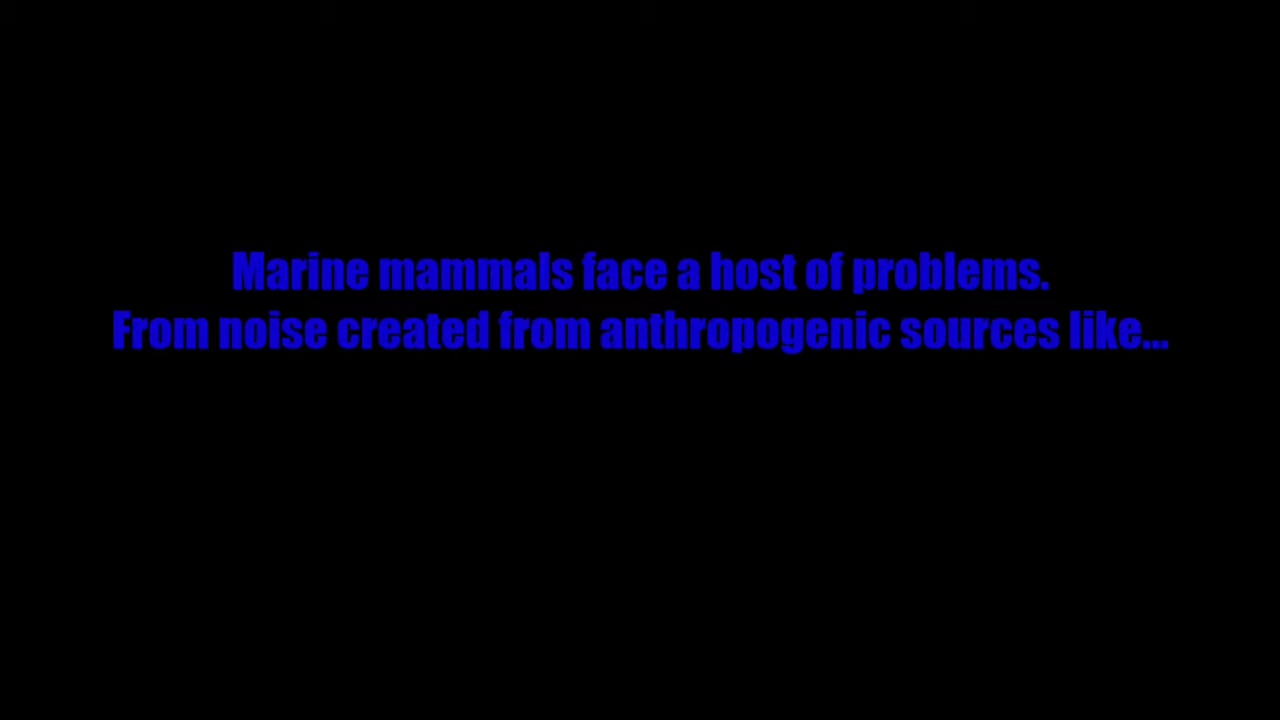 Marine mammals face a host of problems.
From noise created from anthropogenic sources like...